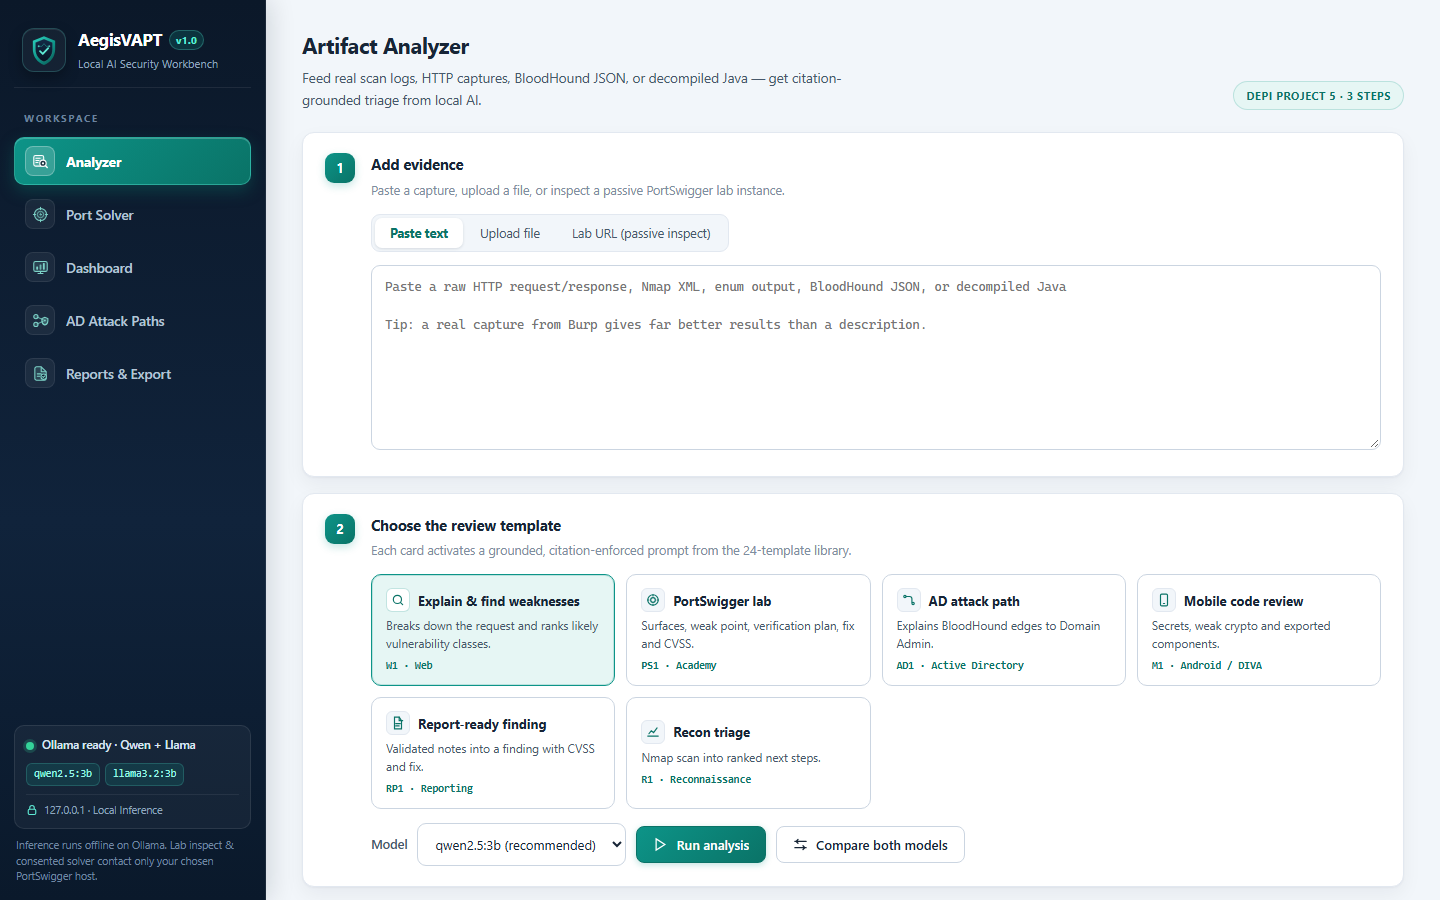 AegisVAPT v1.0
Local AI Security Workbench
WORKSPACE
Analyzer
Port Solver
Dashboard
AD Attack Paths
Reports & Export
Ollama ready · Qwen + Llama
qwen2.5:3b llama3.2:3b
127.0.0.1 · Local Inference
Inference runs offline on Ollama. Lab inspect &
consented solver contact only your chosen
PortSwigger host.
Artifact Analyzer
Feed real scan logs, HTTP captures, BloodHound JSON, or decompiled Java — get citation-
grounded triage from local AI.
DEPI PROJECT 5 · 3 STEPS
1 Add evidence
Paste a capture, upload a file, or inspect a passive PortSwigger lab instance.
Paste text Upload file Lab URL (passive inspect)
Paste a raw HTTP request/response, Nmap XML, enum output, BloodHound JSON, or decompiled Java
Tip: a real capture from Burp gives far better results than a description.
2 Choose the review template
Each card activates a grounded, citation-enforced prompt from the 24-template library.
Explain & find weaknesses
Breaks down the request and ranks likely
vulnerability classes.
W1 · Web
PortSwigger lab
Surfaces, weak point, verification plan, fix
and CVSS.
PS1 · Academy
AD attack path
Explains BloodHound edges to Domain
Admin.
AD1 · Active Directory
Mobile code review
Secrets, weak crypto and exported
components.
M1 · Android / DIVA
Report-ready finding
Validated notes into a finding with CVSS
and fix.
RP1 · Reporting
Recon triage
Nmap scan into ranked next steps.
R1 · Reconnaissance
Model qwen2.5:3b (recommended) Run analysis Compare both models